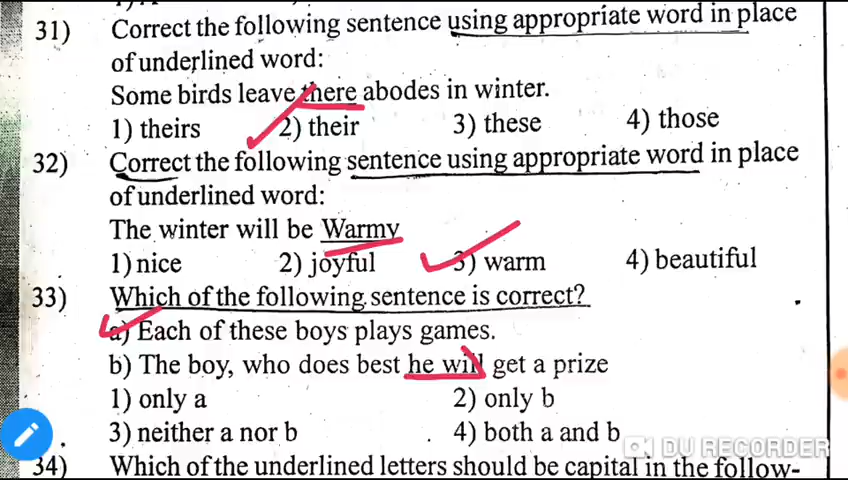 31) Correct the following sentence using appropriate word in place
of underlined word:
Some birds leave there abodes in winter.
1) theirs 2) their 3) these 4) those
32) Correct the following sentence using appropriate word in place
of underlined word:
The winter will be Warmy
1) nice 2) joyful 3) warm 4) beautiful
33) Which of the following sentence is correct?
a) Each of these boys plays games.
b) The boy, who does best he will get a prize
1) only a 2) only b
3) neither a nor b 4) both a and b
DU RECORDER
34) Which of the underlined letters should be capital in the follow-